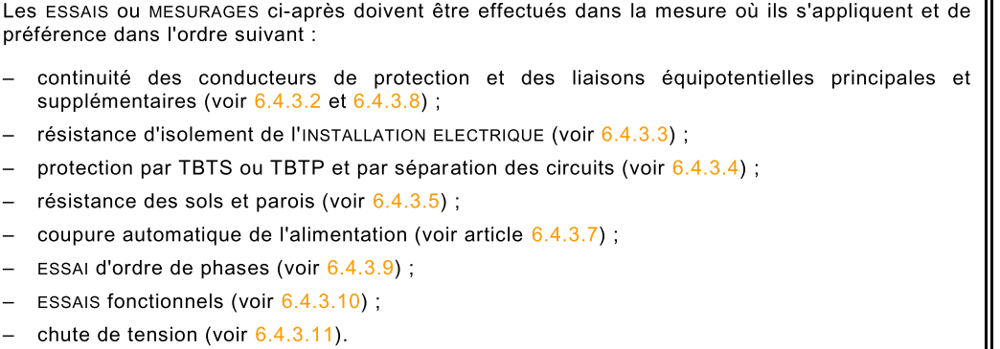 Les ESSAIS ou MESURAGES ci-après doivent être effectués dans la mesure où ils s'appliquent et de
préférence dans l'ordre suivant :
– continuité des conducteurs de protection et des liaisons équipotentielles principales et
supplémentaires (voir 6.4.3.2 et 6.4.3.8) ;
– résistance d'isolement de l'INSTALLATION ELECTRIQUE (voir 6.4.3.3) ;
– protection par TBTS ou TBTP et par séparation des circuits (voir 6.4.3.4) ;
– résistance des sols et parois (voir 6.4.3.5) ;
– coupure automatique de l'alimentation (voir article 6.4.3.7) ;
– ESSAI d'ordre de phases (voir 6.4.3.9) ;
– ESSAIS fonctionnels (voir 6.4.3.10) ;
– chute de tension (voir 6.4.3.11).